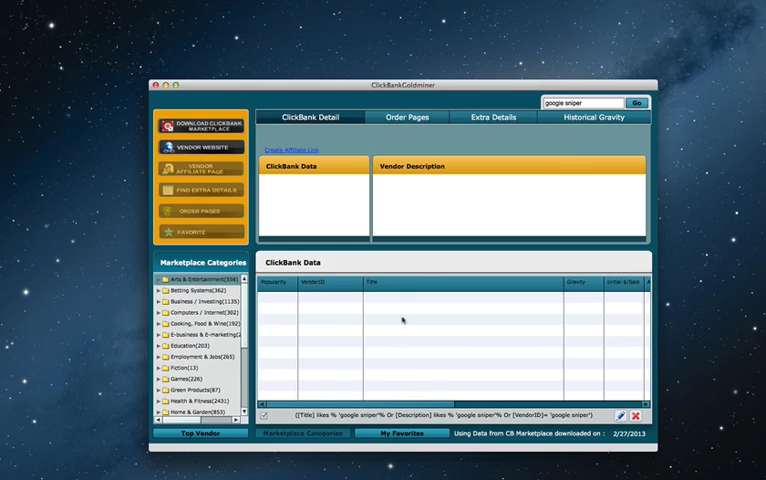 ClickBankGoldminer
google sniper
Go
DOWNLOAD CLICKBANK
MARKETPLACE
VENDOR WEBSITE
VENDOR
AFFILIATE PAGE
FIND EXTRA DETAILS
ORDER PAGES
FAVORITE
ClickBank Detail
Order Pages
Extra Details
Historical Gravity
Create Affiliate Link
ClickBank Data
Vendor Description
Marketplace Categories
Arts & Entertainment(556)
Betting Systems(362)
Business / Investing(1135)
Computers / Internet(302)
Cooking, Food & Wine(192)
E-business & E-marketing(2
Education(203)
Employment & Jobs(265)
Fiction(13)
Games(226)
Green Products(87)
Health & Fitness(2431)
Home & Garden(853)
ClickBank Data
Popularity
VendorID
Title
Gravity
Initial $/Sale
A
([Title] likes % 'google sniper'% Or [Description] likes % 'google sniper'% Or [VendorID]= 'google sniper')
Top Vendor
Marketplace Categories
My Favorites
Using Data from CB Marketplace downloaded on : 2/27/2013